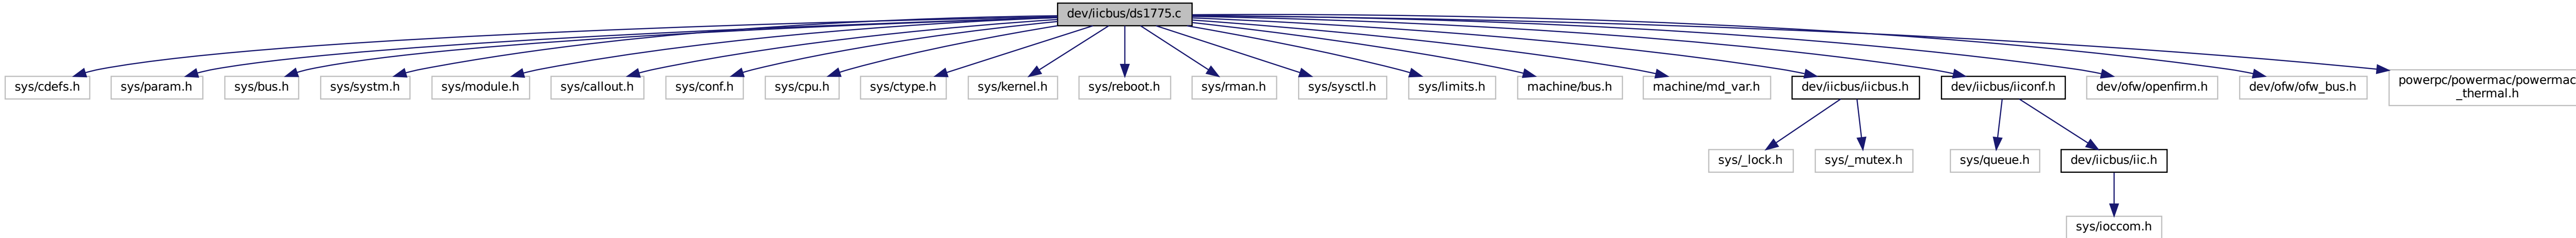 dev/iicbus/ds1775.c
sys/cdefs.h
sys/param.h
sys/bus.h
sys/systm.h
sys/module.h
sys/callout.h
sys/conf.h
sys/cpu.h
sys/ctype.h
sys/kernel.h
sys/reboot.h
sys/rman.h
sys/sysctl.h
sys/limits.h
machine/bus.h
machine/md_var.h
dev/iicbus/iicbus.h
dev/iicbus/iiconf.h
dev/ofw/openfirm.h
dev/ofw/ofw_bus.h
powerpc/powermac/powermac
_thermal.h
sys/_lock.h
sys/_mutex.h
sys/queue.h
dev/iicbus/iic.h
sys/ioccom.h